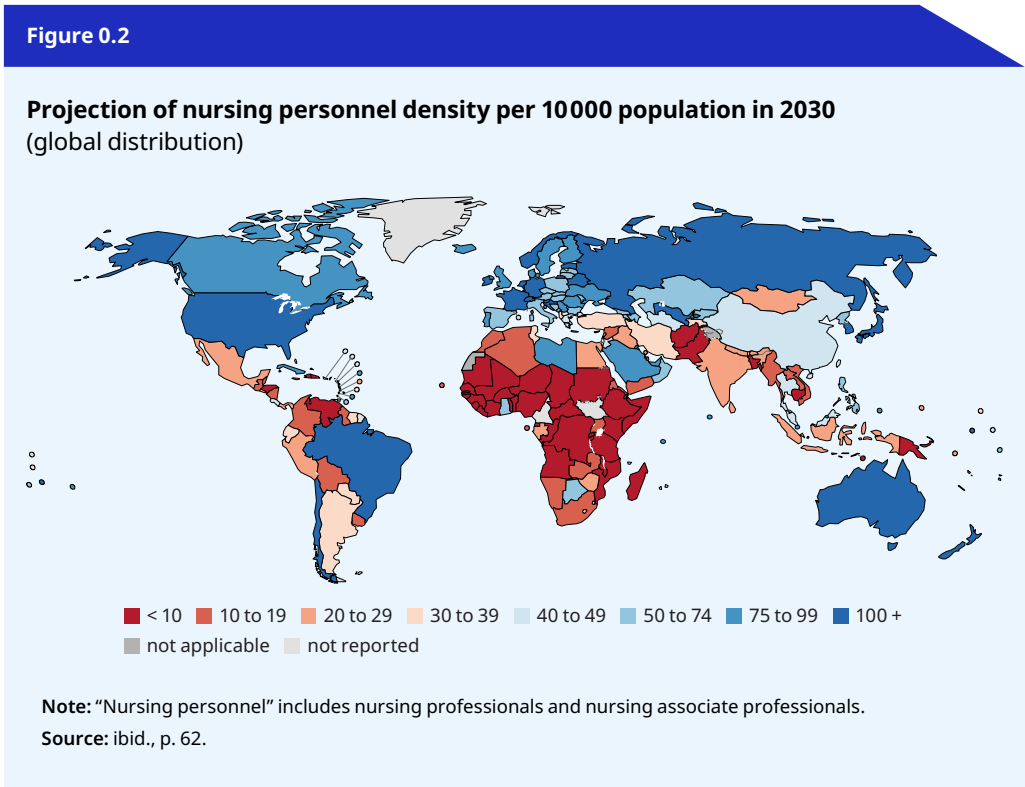 Figure 0.2
Projection of nursing personnel density per 10 000 population in 2030
(global distribution)
< 10 10 to 19 20 to 29 30 to 39 40 to 49 50 to 74 75 to 99 100 +
not applicable not reported
Note: “Nursing personnel” includes nursing professionals and nursing associate professionals.
Source: ibid., p. 62.